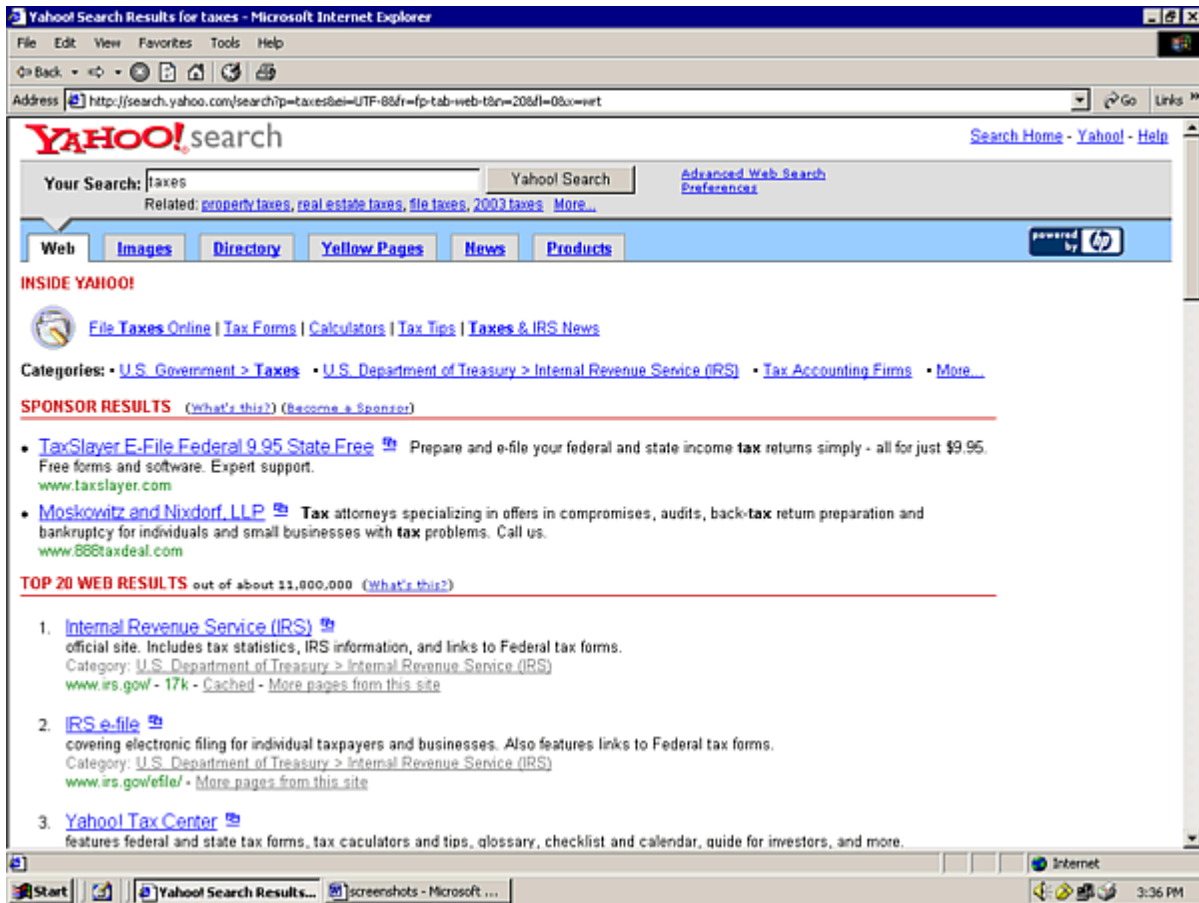 Yahoo! Search Results for taxes - Microsoft Internet Explorer
File Edit View Favorites Tools Help
Back
Address http://search.yahoo.com/search?p=taxes&ei=UTF-8&fr=fp-tab-web-t&n=20&fl=0&x=wrt Go Links »
YAHOO! search
Search Home - Yahoo! - Help
Your Search: taxes Yahoo! Search Advanced Web Search
Preferences
Related: property taxes, real estate taxes, file taxes, 2003 taxes More...
Web Images Directory Yellow Pages News Products powered by hp
INSIDE YAHOO!
File Taxes Online | Tax Forms | Calculators | Tax Tips | Taxes & IRS News
Categories: • U.S. Government > Taxes • U.S. Department of Treasury > Internal Revenue Service (IRS) • Tax Accounting Firms • More...
SPONSOR RESULTS (What's this?) (Become a Sponsor)
• TaxSlayer E-File Federal 9.95 State Free Prepare and e-file your federal and state income tax returns simply - all for just $9.95.
Free forms and software. Expert support.
www.taxslayer.com
• Moskowitz and Nixdorf, LLP Tax attorneys specializing in offers in compromises, audits, back-tax return preparation and
bankruptcy for individuals and small businesses with tax problems. Call us.
www.888taxdeal.com
TOP 20 WEB RESULTS out of about 11,800,000 (What's this?)
1. Internal Revenue Service (IRS)
official site. Includes tax statistics, IRS information, and links to Federal tax forms.
Category: U.S. Department of Treasury > Internal Revenue Service (IRS)
www.irs.gov/ - 17k - Cached - More pages from this site
2. IRS e-file
covering electronic filing for individual taxpayers and businesses. Also features links to Federal tax forms.
Category: U.S. Department of Treasury > Internal Revenue Service (IRS)
www.irs.gov/efile/ - More pages from this site
3. Yahoo! Tax Center
features federal and state tax forms, tax caculators and tips, glossary, checklist and calendar, guide for investors, and more.
Internet
Start Yahoo! Search Results... screenshots - Microsoft ... 3:36 PM